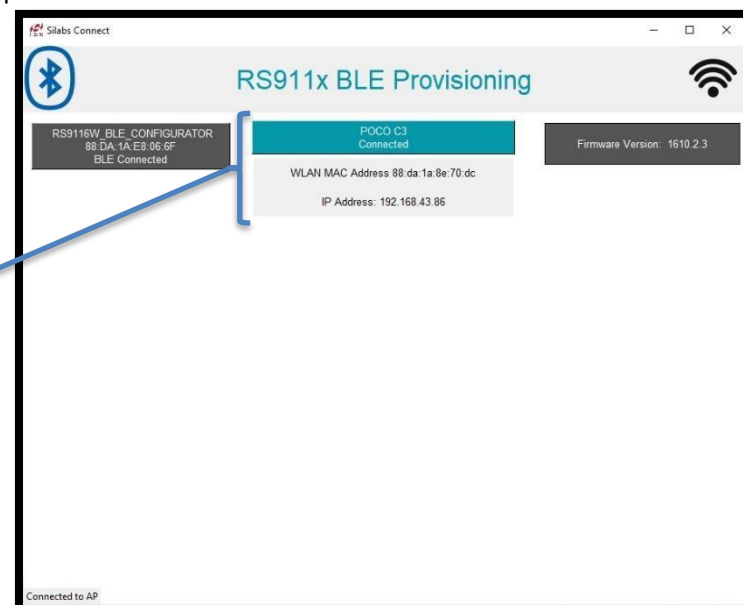 Silabs Connect
RS911x BLE Provisioning
RS9116W_BLE_CONFIGURATOR
88:DA:1A:E8:06:6F
BLE Connected
POCO C3
Connected
WLAN MAC Address 88:da:1a:8e:70:dc
IP Address: 192.168.43.86
Firmware Version: 1610.2.3
Connected to AP